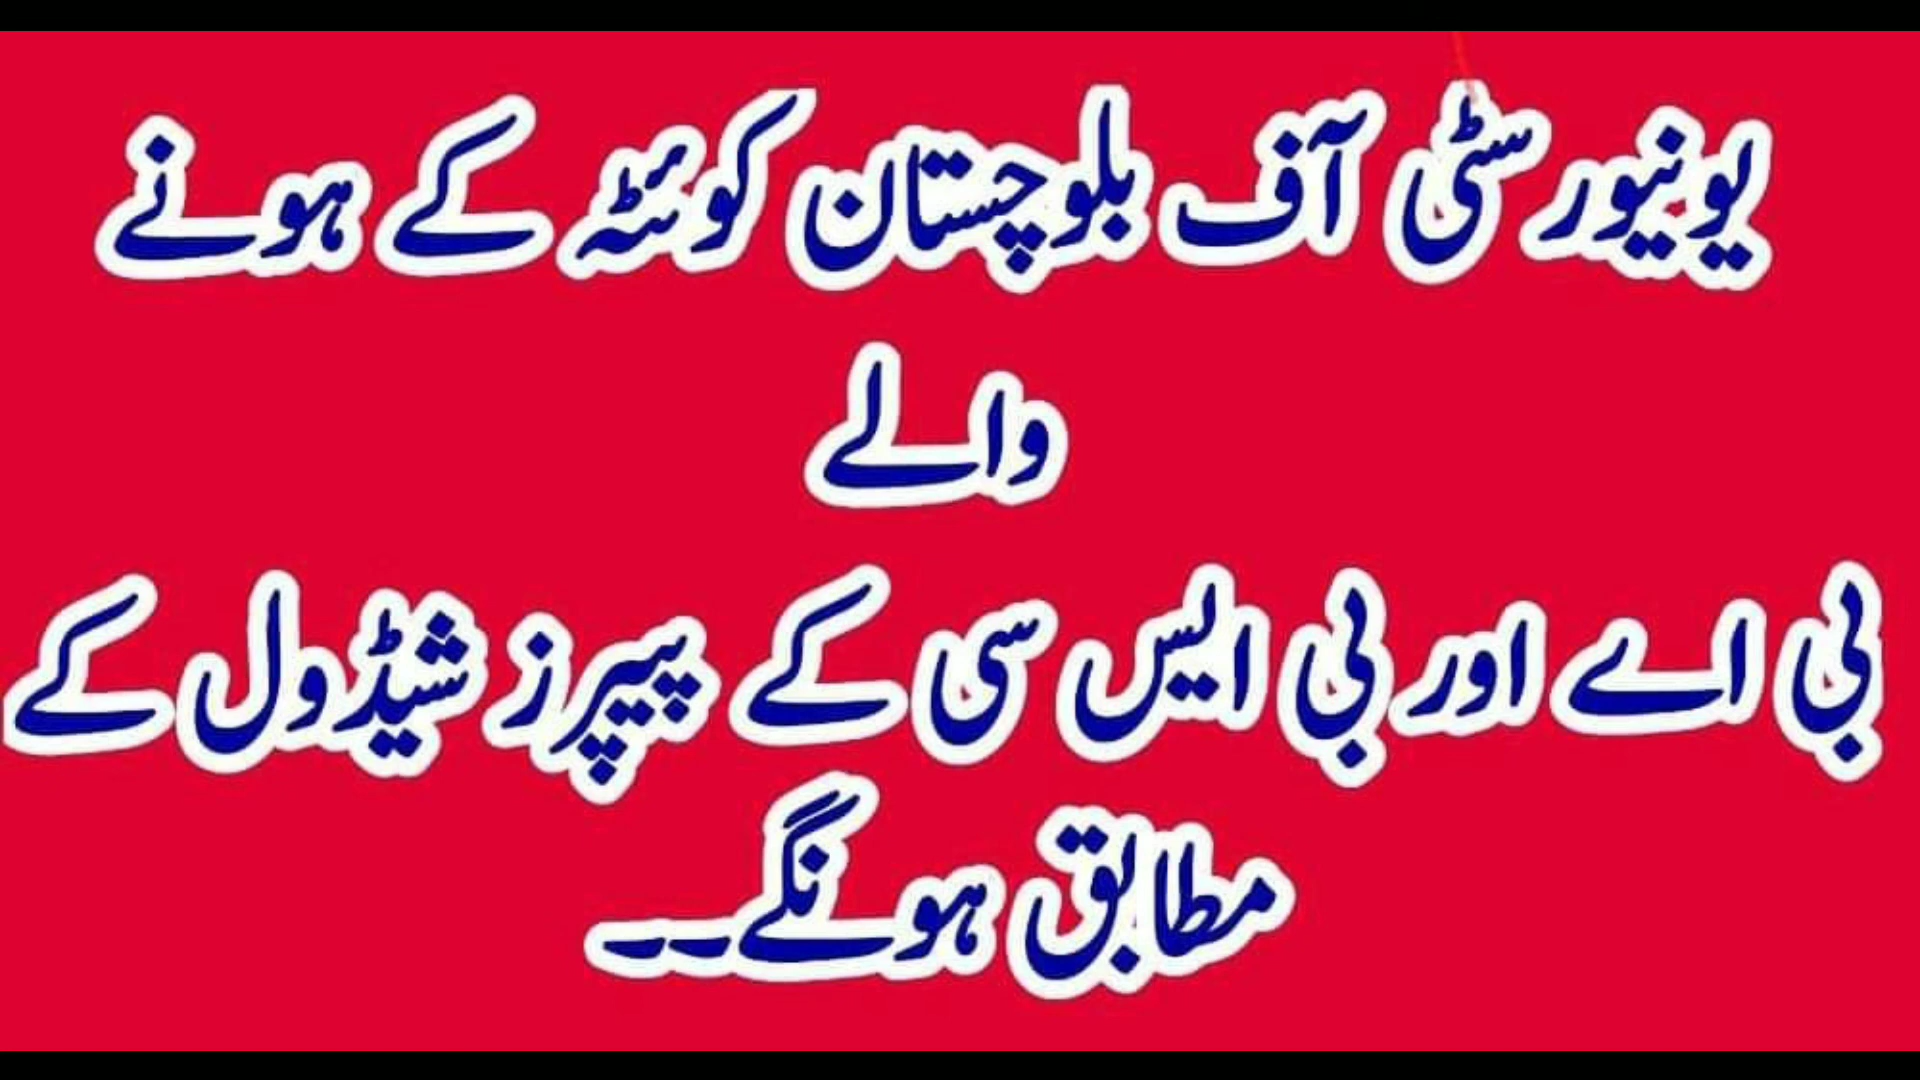 یونیورسٹی آف بلوچستان کوئٹہ کے ہونے
والے
بی اے اور بی ایس سی کے پیپرز شیڈول کے
مطابق ہونگے۔۔